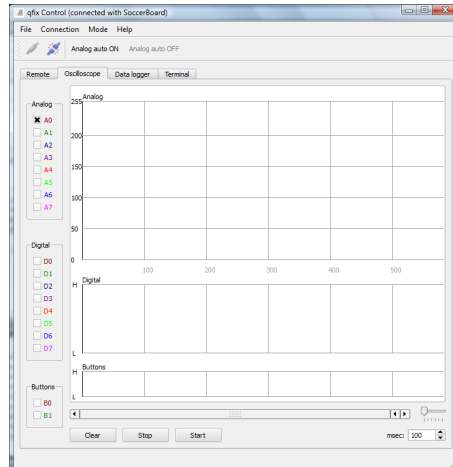 qfix Control (connected with SoccerBoard)
File Connection Mode Help
Analog auto ON Analog auto OFF
Remote Oscilloscope Data logger Terminal
Analog
A0
A1
A2
A3
A4
A5
A6
A7
Digital
D0
D1
D2
D3
D4
D5
D6
D7
Buttons
B0
B1
Analog
255
200
150
100
50
0
100 200 300 400 500
Digital
H
L
Buttons
H
L
Clear Stop Start msec: 100